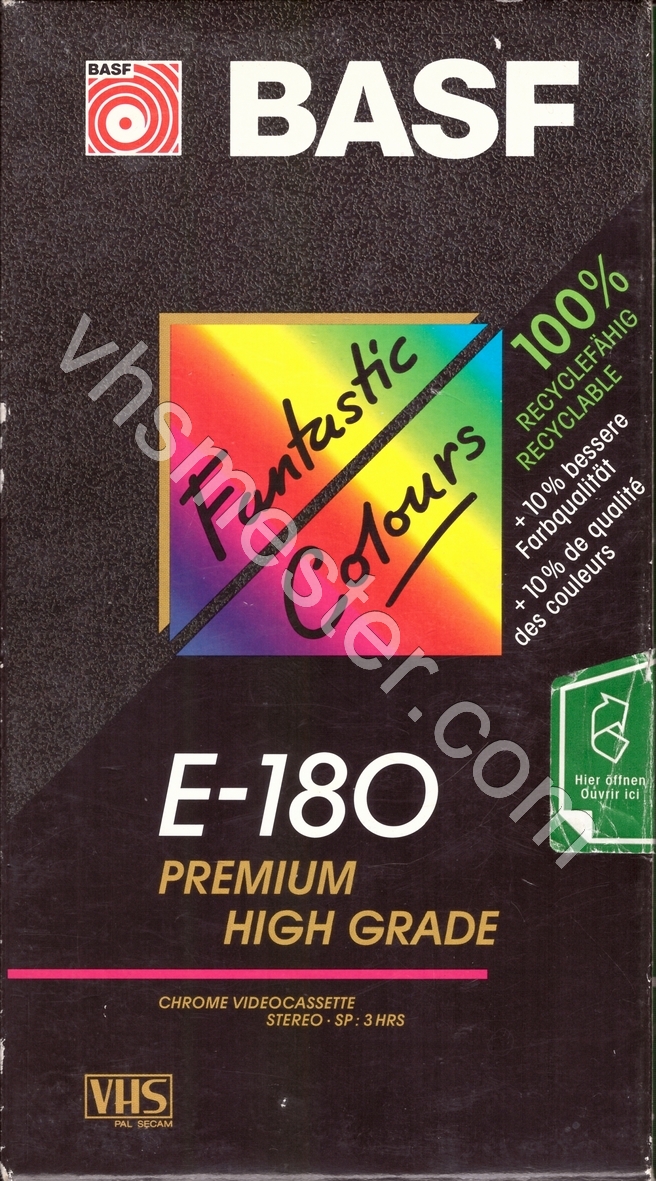 BASF
BASF
Fantastic
Colours
100%
RECYCLEFÄHIG
RECYCLABLE
+ 10% bessere
Farbqualität
+ 10% de qualité
des couleurs
Hier öffnen
Ouvrir ici
E-180
PREMIUM
HIGH GRADE
CHROME VIDEOCASSETTE
STEREO · SP: 3 HRS
VHS
PAL SECAM
vhsmester.com